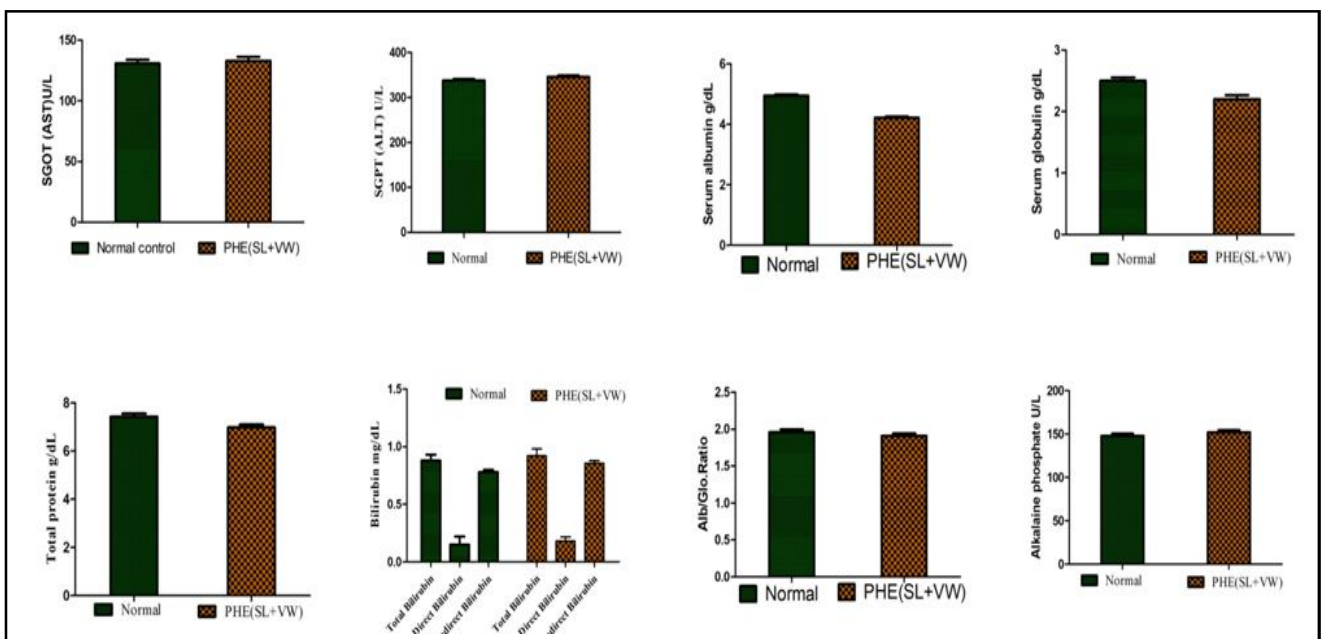 SGOT (AST)U/L
150
100
50
0
Normal control PHE(SL+VW)
SGPT (ALT) U/L
400
300
200
100
0
Normal PHE(SL+VW)
Serum albumin g/dL
6
4
2
0
Normal PHE(SL+VW)
Serum globulin g/dL
3
2
1
0
Normal PHE(SL+VW)
Total protein g/dL
8
6
4
2
0
Normal PHE(SL+VW)
Normal PHE(SL+VW)
Bilirubin mg/dL
1.5
1.0
0.5
0.0
Total Bilirubin
Direct Bilirubin
direct Bilirubin
Total Bilirubin
Direct Bilirubin
direct Bilirubin
Alb/Glo.Ratio
2.5
2.0
1.5
1.0
0.5
0.0
Normal PHE(SL+VW)
Alkalaine phosphate U/L
200
150
100
50
0
Normal PHE(SL+VW)